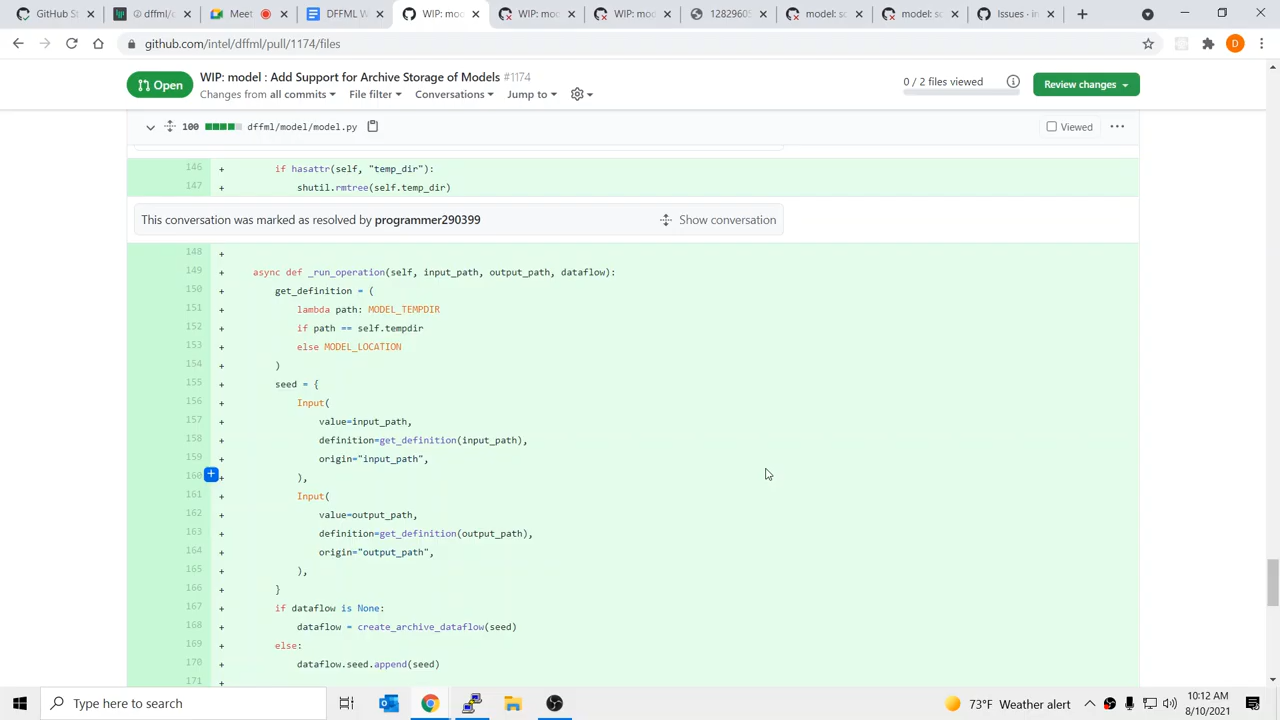 GitHub S
② dffml/
Meet
DFFML W
WIP: mod
WIP: mod
WIP: mod
1282960
model: sc
model: sc
Issues · in
github.com/intel/dffml/pull/1174/files
D
Open
WIP: model : Add Support for Archive Storage of Models #1174
Changes from all commits
File filter
Conversations
Jump to
0 / 2 files viewed
Review changes
100
dffml/model/model.py
Viewed
146 + if hasattr(self, "temp_dir"):
147 + shutil.rmtree(self.temp_dir)
This conversation was marked as resolved by programmer290399
Show conversation
148 +
149 + async def _run_operation(self, input_path, output_path, dataflow):
150 + get_definition = (
151 + lambda path: MODEL_TEMPDIR
152 + if path == self.tempdir
153 + else MODEL_LOCATION
154 + )
155 + seed = {
156 + Input(
157 + value=input_path,
158 + definition=get_definition(input_path),
159 + origin="input_path",
160 + ),
161 + Input(
162 + value=output_path,
163 + definition=get_definition(output_path),
164 + origin="output_path",
165 + ),
166 + }
167 + if dataflow is None:
168 + dataflow = create_archive_dataflow(seed)
169 + else:
170 + dataflow.seed.append(seed)
171 +
Type here to search
73°F Weather alert
10:12 AM
8/10/2021